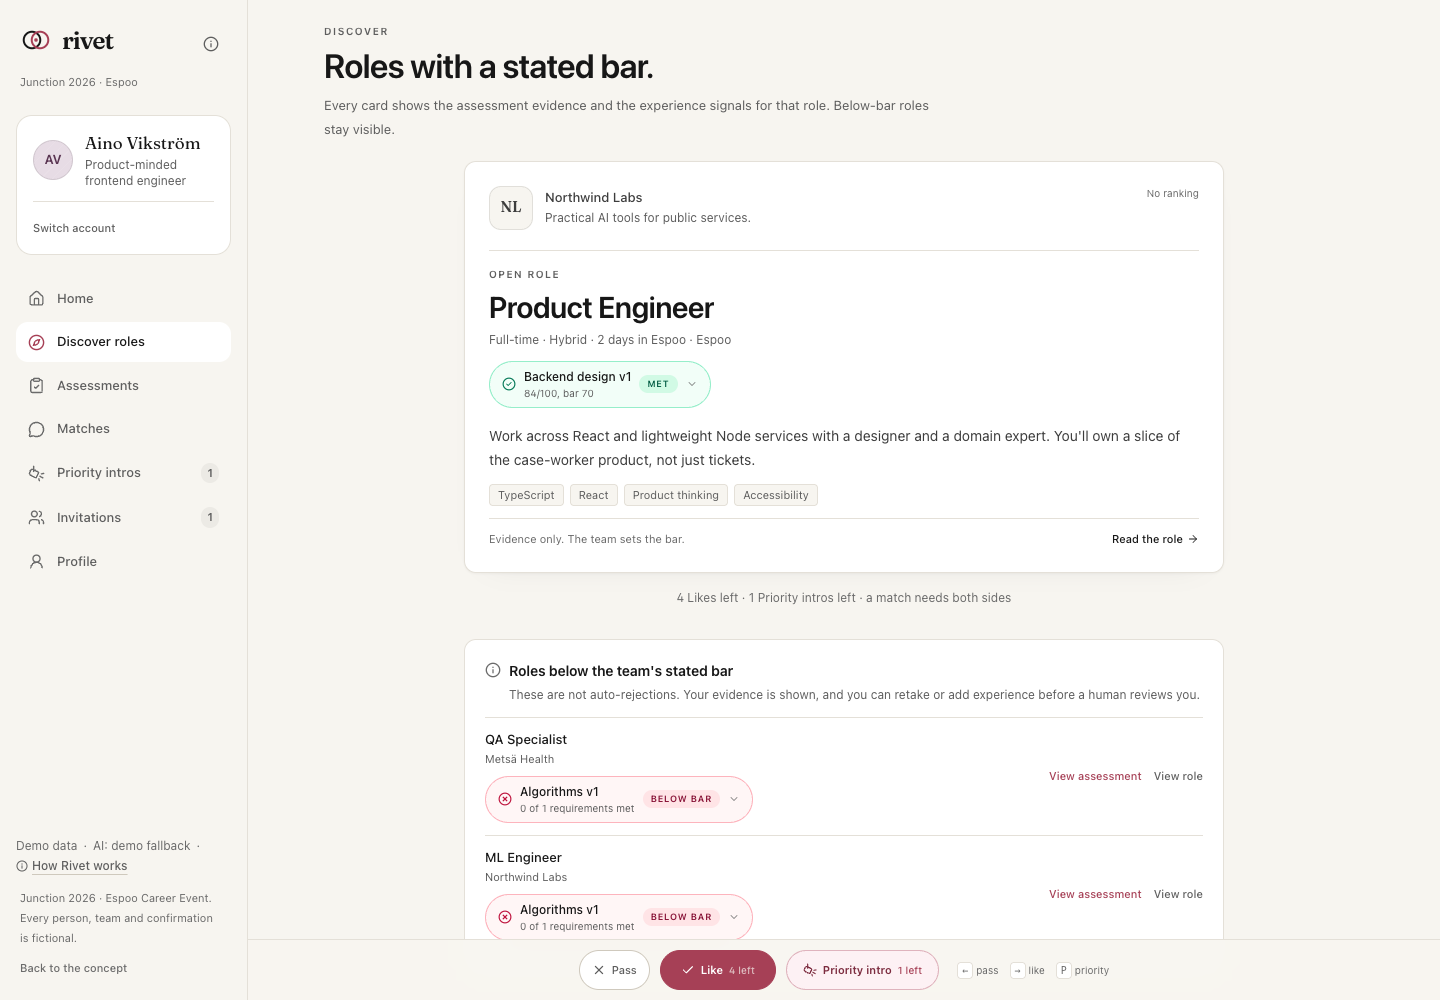 rivet
Junction 2026 · Espoo
AV
Aino Vikström
Product-minded
frontend engineer
Switch account
Home
Discover roles
Assessments
Matches
Priority intros 1
Invitations 1
Profile
Demo data · AI: demo fallback ·
How Rivet works
Junction 2026 · Espoo Career Event.
Every person, team and confirmation
is fictional.
Back to the concept
DISCOVER
Roles with a stated bar.
Every card shows the assessment evidence and the experience signals for that role. Below-bar roles
stay visible.
NL
Northwind Labs
Practical AI tools for public services.
No ranking
OPEN ROLE
Product Engineer
Full-time · Hybrid · 2 days in Espoo · Espoo
Backend design v1
84/100, bar 70
MET
Work across React and lightweight Node services with a designer and a domain expert. You'll own a slice of
the case-worker product, not just tickets.
TypeScript React Product thinking Accessibility
Evidence only. The team sets the bar.
Read the role →
4 Likes left · 1 Priority intros left · a match needs both sides
Roles below the team's stated bar
These are not auto-rejections. Your evidence is shown, and you can retake or add experience before a human reviews you.
QA Specialist
Metsä Health
Algorithms v1
0 of 1 requirements met
BELOW BAR
View assessment View role
ML Engineer
Northwind Labs
Algorithms v1
0 of 1 requirements met
BELOW BAR
View assessment View role
Pass
Like 4 left
Priority intro 1 left
← pass → like P priority